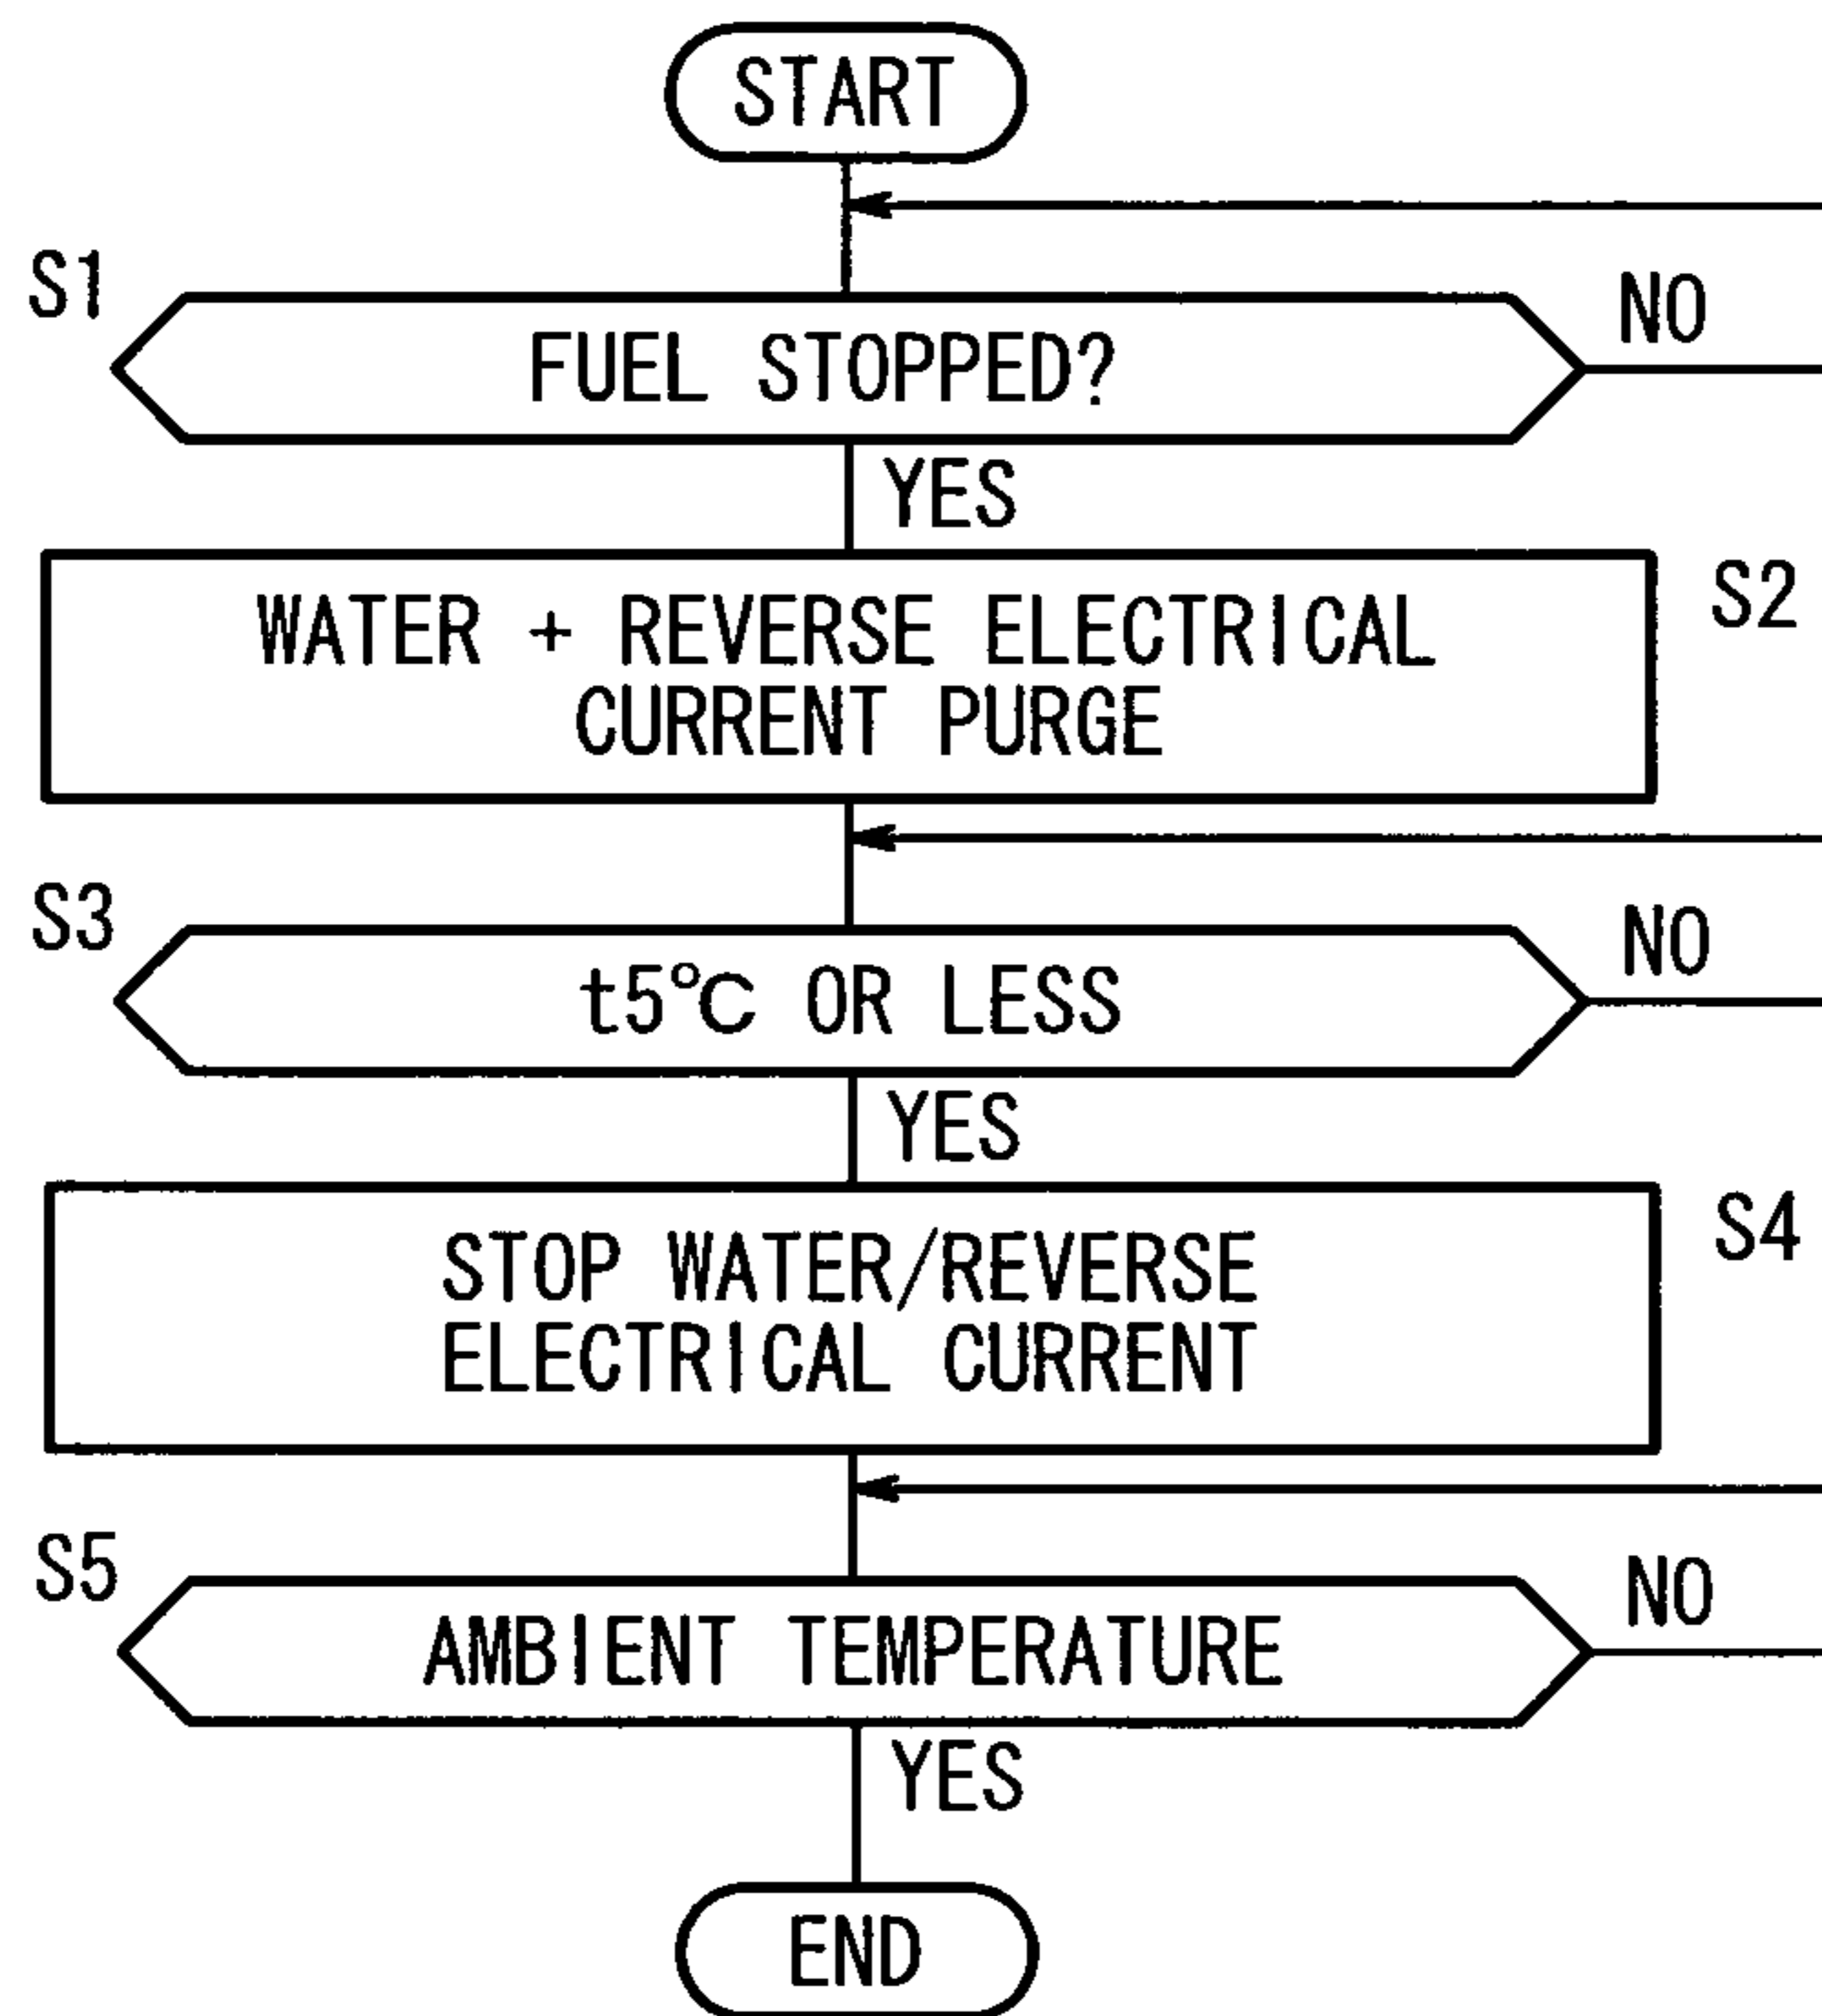 START
S1
FUEL STOPPED?
NO
YES
WATER + REVERSE ELECTRICAL
CURRENT PURGE
S2
S3
t5℃ OR LESS
NO
YES
STOP WATER/REVERSE
ELECTRICAL CURRENT
S4
S5
AMBIENT TEMPERATURE
NO
YES
END